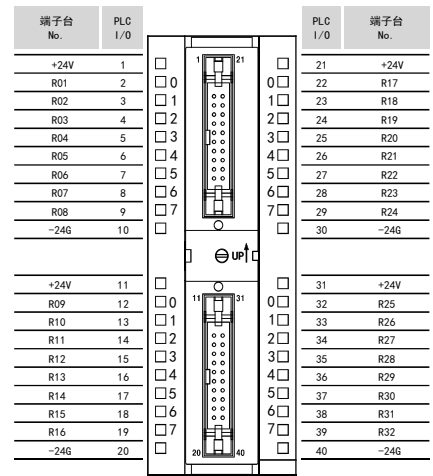 端子台 PLC PLC 端子台
No. I/O I/O No.
+24V 1 1 21 21 +24V
R01 2 0 0 22 R17
R02 3 1 1 23 R18
R03 4 2 2 24 R19
R04 5 3 3 25 R20
R05 6 4 4 26 R21
R06 7 5 5 27 R22
R07 8 6 6 28 R23
R08 9 7 7 29 R24
-24G 10 30 -24G
UP
+24V 11 31 +24V
R09 12 0 11 31 0 32 R25
R10 13 1 1 33 R26
R11 14 2 2 34 R27
R12 15 3 3 35 R28
R13 16 4 4 36 R29
R14 17 5 5 37 R30
R15 18 6 6 38 R31
R16 19 7 7 39 R32
-24G 20 20 40 40 -24G